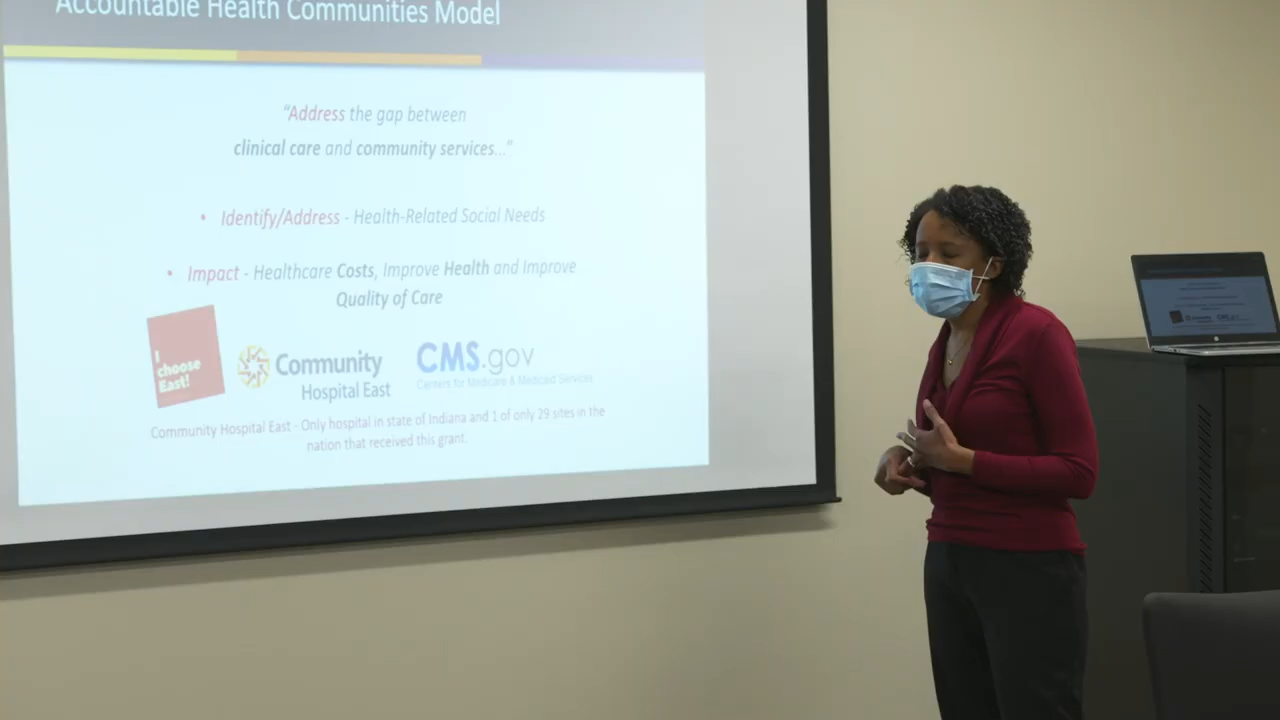 Accountable Health Communities Model
“Address the gap between
clinical care and community services...”
• Identify/Address - Health-Related Social Needs
• Impact - Healthcare Costs, Improve Health and Improve
Quality of Care
I
choose
East!
Community
Hospital East
CMS.gov
Centers for Medicare & Medicaid Services
Community Hospital East - Only hospital in state of Indiana and 1 of only 29 sites in the
nation that received this grant.